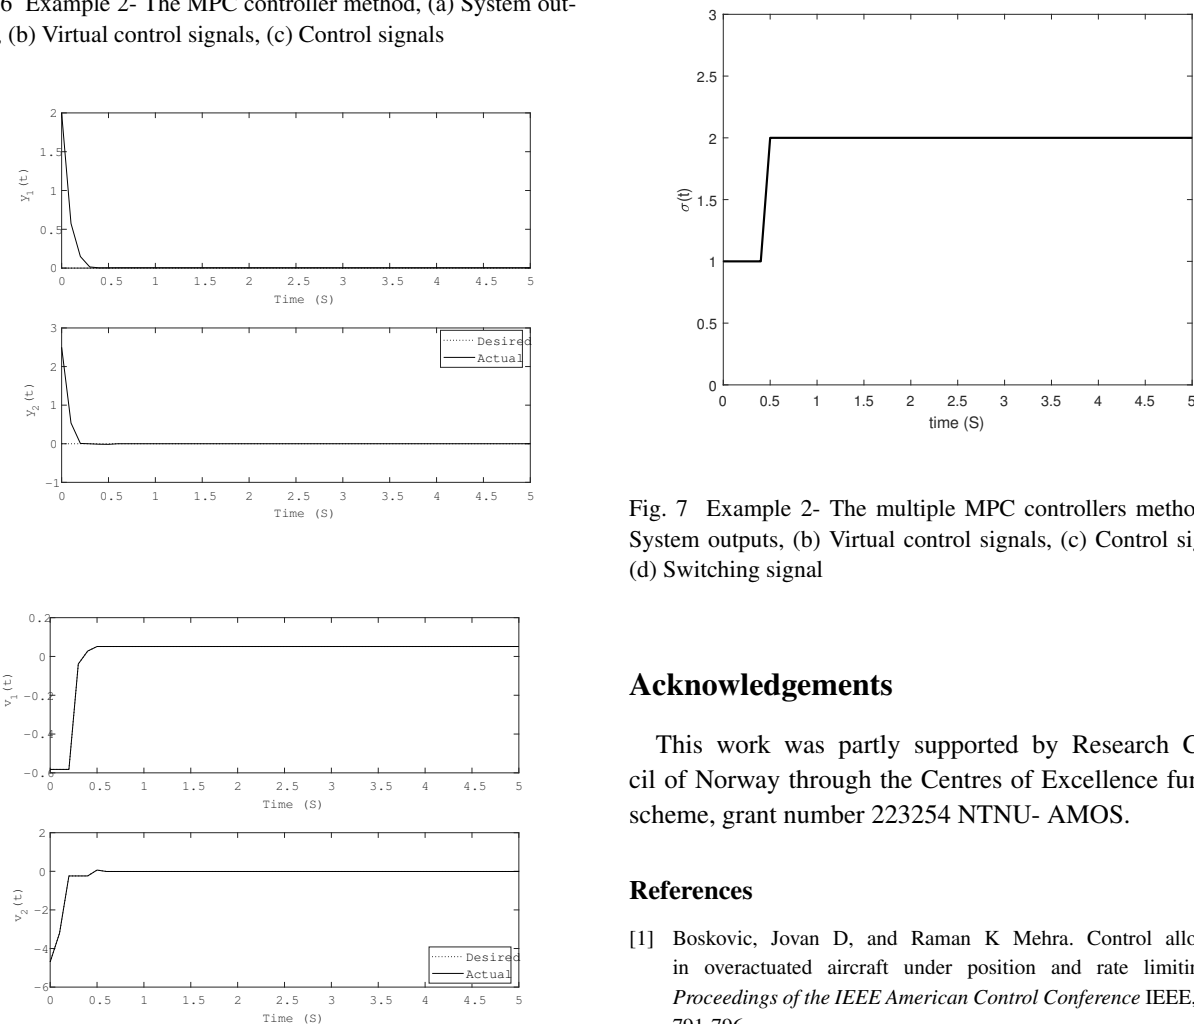 6 Example 2- The MPC controller method, (a) System out-
, (b) Virtual control signals, (c) Control signals
2
1.5
1
0.5
0
y1(t)
0 0.5 1 1.5 2 2.5 3 3.5 4 4.5 5
Time (S)
3
2
1
0
-1
y2(t)
Desired
Actual
0 0.5 1 1.5 2 2.5 3 3.5 4 4.5 5
Time (S)
0.2
0
-0.2
-0.4
-0.6
v1(t)
0 0.5 1 1.5 2 2.5 3 3.5 4 4.5 5
Time (S)
2
0
-2
-4
-6
v2(t)
Desired
Actual
0 0.5 1 1.5 2 2.5 3 3.5 4 4.5 5
Time (S)
3
2.5
2
1.5
1
0.5
0
σ(t)
0 0.5 1 1.5 2 2.5 3 3.5 4 4.5 5
time (S)
Fig. 7 Example 2- The multiple MPC controllers metho
System outputs, (b) Virtual control signals, (c) Control si
(d) Switching signal
Acknowledgements
This work was partly supported by Research C
cil of Norway through the Centres of Excellence fu
scheme, grant number 223254 NTNU- AMOS.
References
[1] Boskovic, Jovan D, and Raman K Mehra. Control allo
in overactuated aircraft under position and rate limitin
Proceedings of the IEEE American Control Conference IEEE,